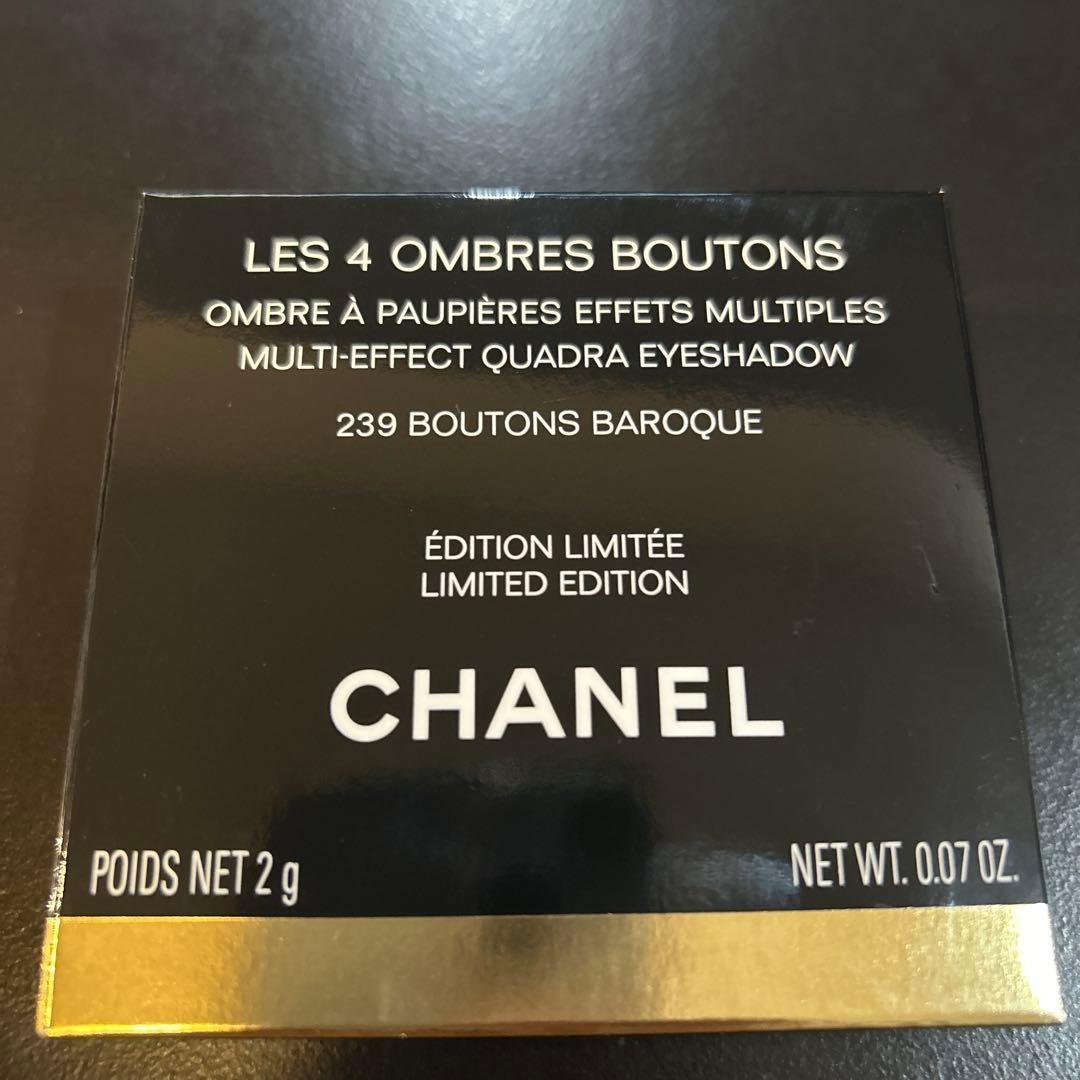 LES 4 OMBRES BOUTONS
OMBRE À PAUPIÈRES EFFETS MULTIPLES
MULTI-EFFECT QUADRA EYESHADOW
239 BOUTONS BAROQUE
ÉDITION LIMITÉE
LIMITED EDITION
CHANEL
POIDS NET 2 g
NET WT. 0.07 OZ.